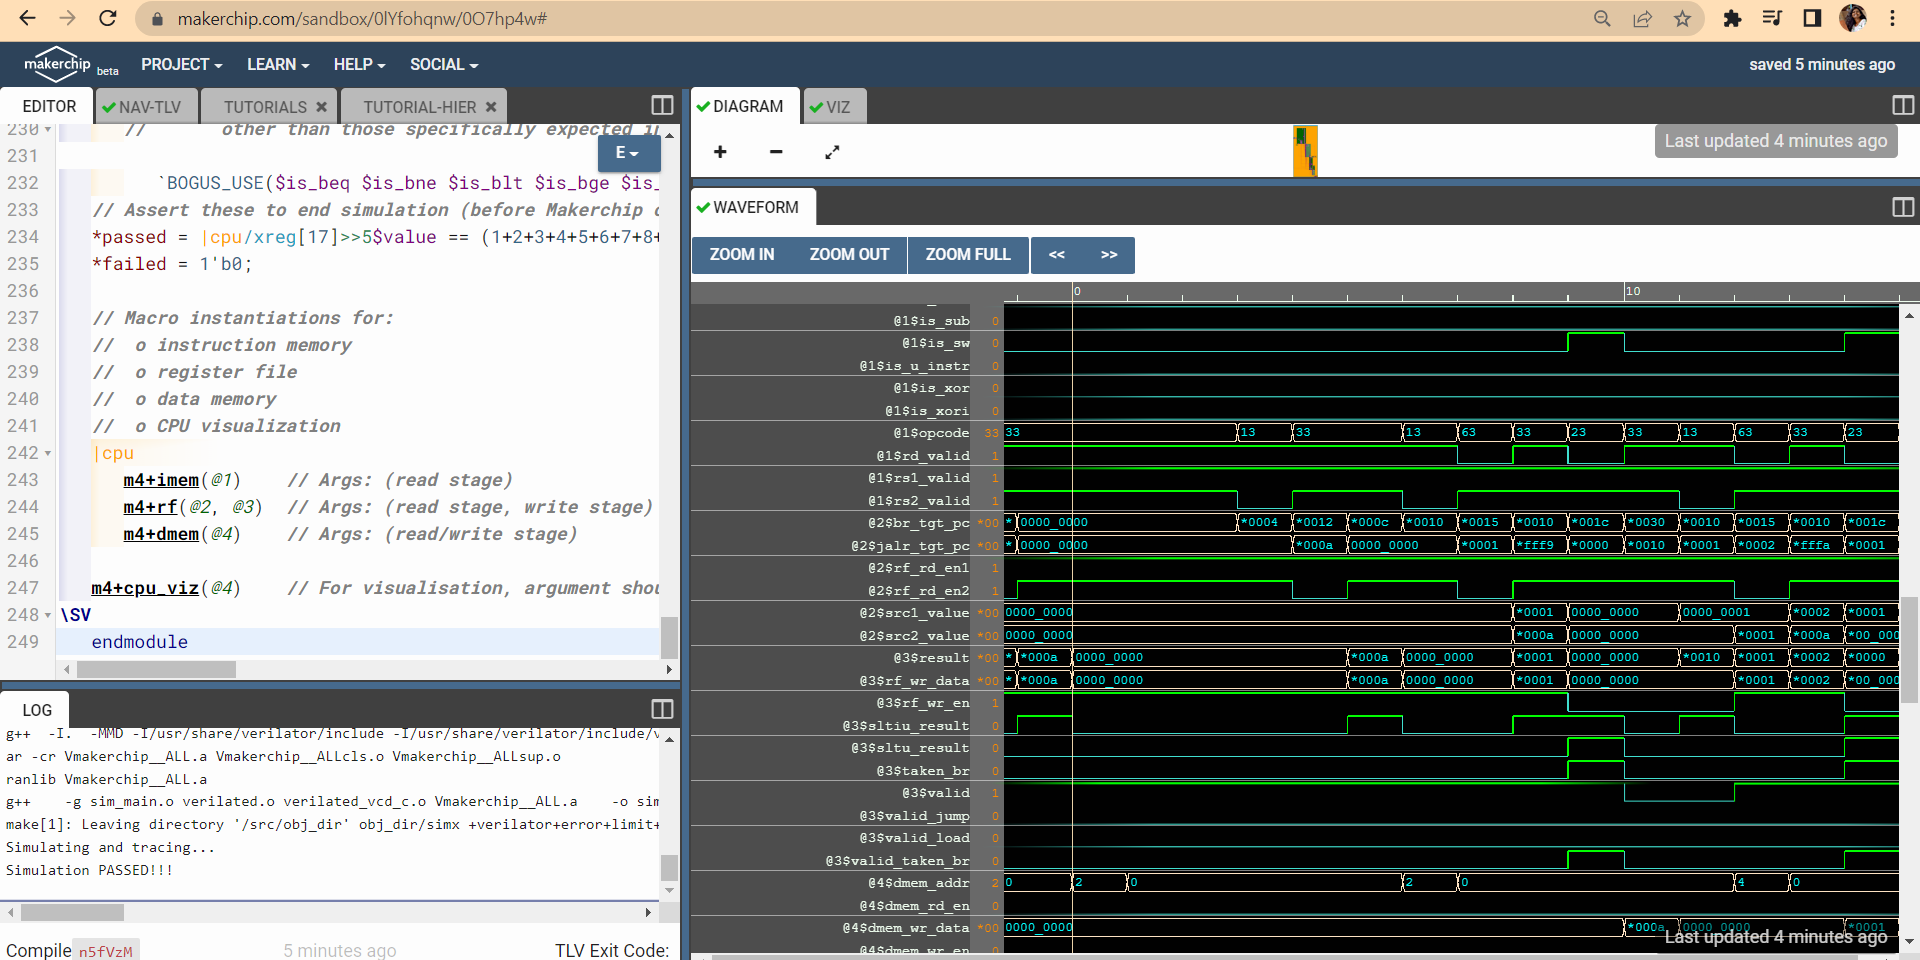 makerchip.com/sandbox/0lYfohqnw/0O7hp4w#
makerchip beta PROJECT LEARN HELP SOCIAL saved 5 minutes ago
EDITOR NAV-TLV TUTORIALS TUTORIAL-HIER
230 // other than those specifically expected
231
E
232 `BOGUS_USE($is_beq $is_bne $is_blt $is_bge $is_
233 // Assert these to end simulation (before Makerchip
234 *passed = |cpu/xreg[17]>>5$value == (1+2+3+4+5+6+7+8+
235 *failed = 1'b0;
236
237 // Macro instantiations for:
238 // o instruction memory
239 // o register file
240 // o data memory
241 // o CPU visualization
242 |cpu
243 m4+imem(@1) // Args: (read stage)
244 m4+rf(@2, @3) // Args: (read stage, write stage)
245 m4+dmem(@4) // Args: (read/write stage)
246
247 m4+cpu_viz(@4) // For visualisation, argument shou
248 \SV
249 endmodule
LOG
g++ -I. -MMD -I/usr/share/verilator/include -I/usr/share/verilator/include/v
ar -cr Vmakerchip__ALL.a Vmakerchip__ALLcls.o Vmakerchip__ALLsup.o
ranlib Vmakerchip__ALL.a
g++ -g sim_main.o verilated.o verilated_vcd_c.o Vmakerchip__ALL.a -o sim
make[1]: Leaving directory '/src/obj_dir' obj_dir/simx +verilator+error+limit+
Simulating and tracing...
Simulation PASSED!!!
Compile n5fVzM 5 minutes ago TLV Exit Code:
DIAGRAM VIZ
+ −
Last updated 4 minutes ago
WAVEFORM
ZOOM IN ZOOM OUT ZOOM FULL << >>
0 10
@1$is_sub 0
@1$is_sw 0
@1$is_u_instr 0
@1$is_xor 0
@1$is_xori 0
@1$opcode 33 33 13 33 13 63 33 23 33 13 63 33 23
@1$rd_valid 1
@1$rs1_valid 1
@1$rs2_valid 1
@2$br_tgt_pc *00 * *0000_0000 *0004 *0012 *000c *0010 *0015 *0010 *001c *0030 *0010 *0015 *0010 *001c
@2$jalr_tgt_pc *00 * 0000_0000 *000a 0000_0000 *0001 *fff9 *0000 *0010 *0001 *0002 *fffa *0001
@2$rf_rd_en1 1
@2$rf_rd_en2 1
@2$src1_value *00 0000_0000 *0001 0000_0000 0000_0001 *0002 *0001
@2$src2_value *00 0000_0000 *000a 0000_0000 *0001 *000a *00_000
@3$result *00 * *000a 0000_0000 *000a 0000_0000 *0001 0000_0000 *0010 *0001 *0002 *0000
@3$rf_wr_data *00 * *000a 0000_0000 *000a 0000_0000 *0001 0000_0000 *0001 *0002 *00_000
@3$rf_wr_en 1
@3$sltiu_result 0
@3$sltu_result 0
@3$taken_br 0
@3$valid 1
@3$valid_jump 0
@3$valid_load 0
@3$valid_taken_br 0
@4$dmem_addr 2 0 2 0 2 0 4 0
@4$dmem_rd_en 0
@4$dmem_wr_data *00 0000_0000 *000a 0000_0000 *0001
@4$dmem_wr_en 0
Last updated 4 minutes ago